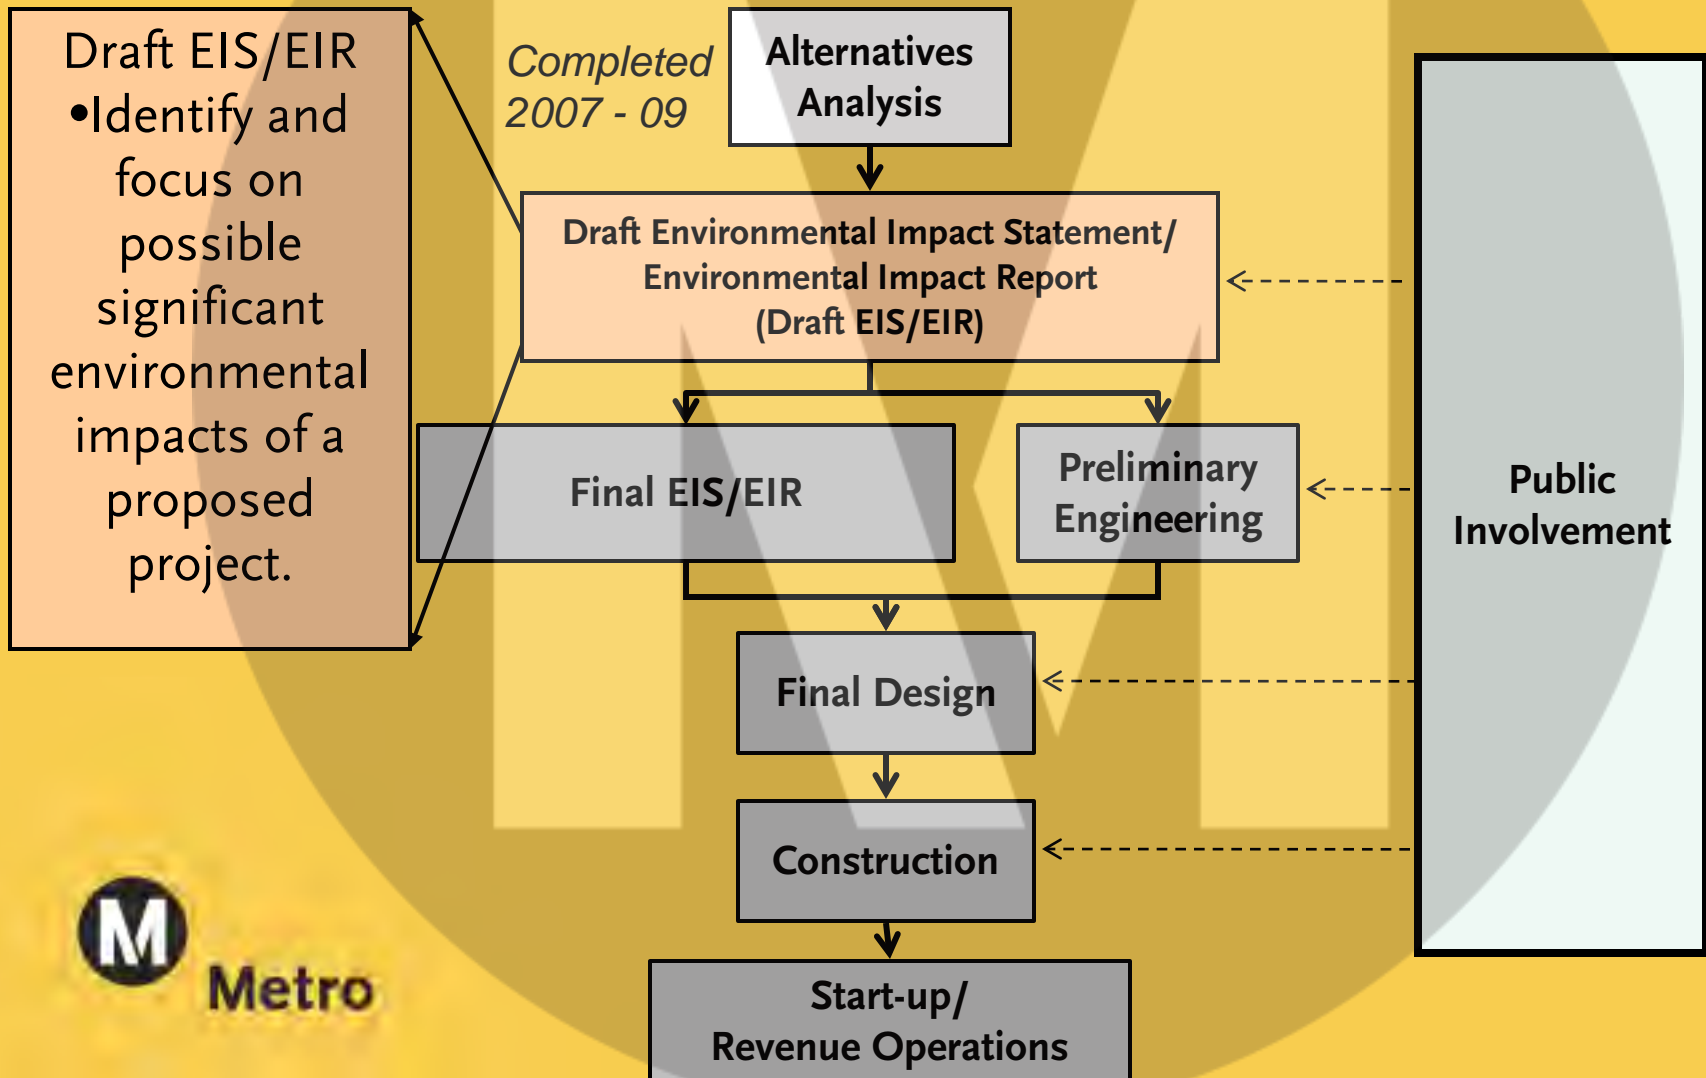 Draft EIS/EIR
•Identify and
focus on
possible
significant
environmental
impacts of a
proposed
project.
Completed
2007 - 09
Alternatives
Analysis
Draft Environmental Impact Statement/
Environmental Impact Report
(Draft EIS/EIR)
Final EIS/EIR
Preliminary
Engineering
Public
Involvement
Final Design
Construction
Start-up/
Revenue Operations
M
Metro